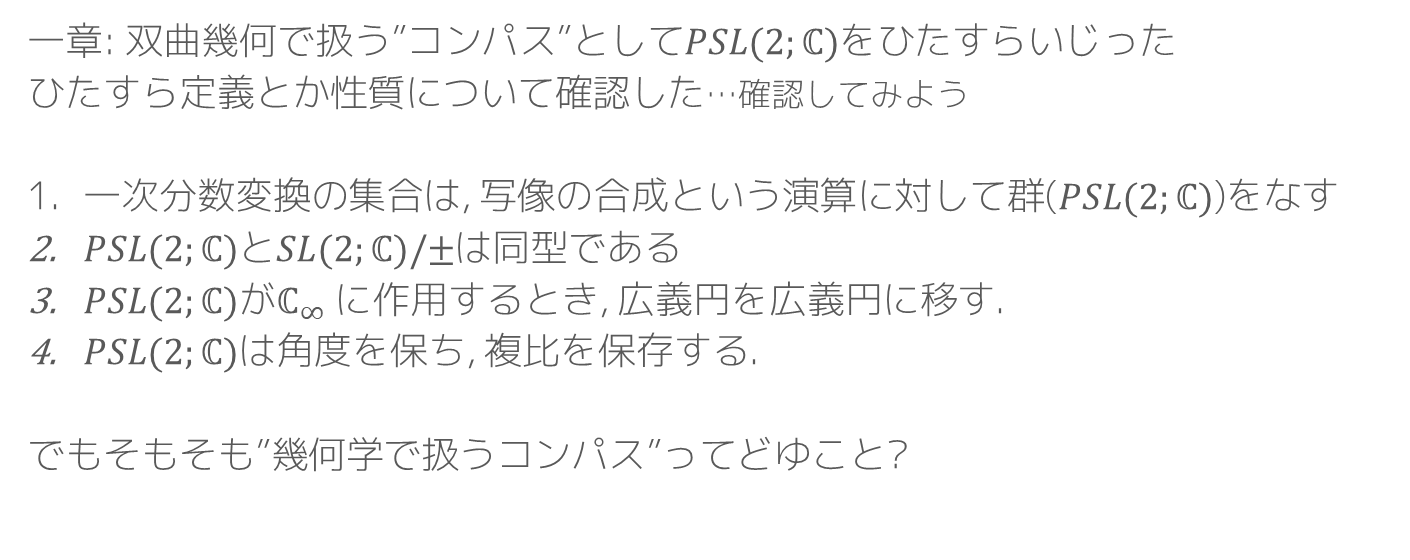 一章: 双曲幾何で扱う”コンパス”として𝑷𝑺𝑳(𝟐; ℂ)をひたすらいじった
ひたすら定義とか性質について確認した…確認してみよう
1. 一次分数変換の集合は, 写像の合成という演算に対して群(𝑷𝑺𝑳(𝟐; ℂ))をなす
2. 𝑷𝑺𝑳(𝟐; ℂ)と𝑺𝑳(𝟐; ℂ)/±は同型である
3. 𝑷𝑺𝑳(𝟐; ℂ)がℂ∞ に作用するとき, 広義円を広義円に移す.
4. 𝑷𝑺𝑳(𝟐; ℂ)は角度を保ち, 複比を保存する.
でもそもそも”幾何学で扱うコンパス”ってどゆこと?